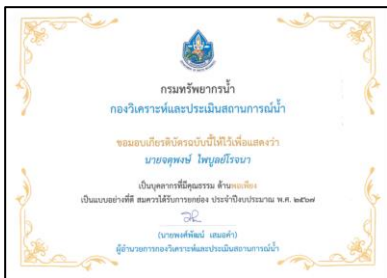 กรมทรัพยากรน้ำ
กองวิเคราะห์และประเมินสถานการณ์น้ำ
ขอมอบเกียรติบัตรฉบับนี้ให้ไว้เพื่อแสดงว่า
นายจตุพงษ์ ไพบูลย์โรจนา
เป็นบุคลากรที่มีคุณธรรม ด้านพอเพียง
เป็นแบบอย่างที่ดี สมควรได้รับการยกย่อง ประจำปีงบประมาณ พ.ศ. ๒๕๖๗
(นายพงศ์พัฒน์ เสมอคำ)
ผู้อำนวยการกองวิเคราะห์และประเมินสถานการณ์น้ำ